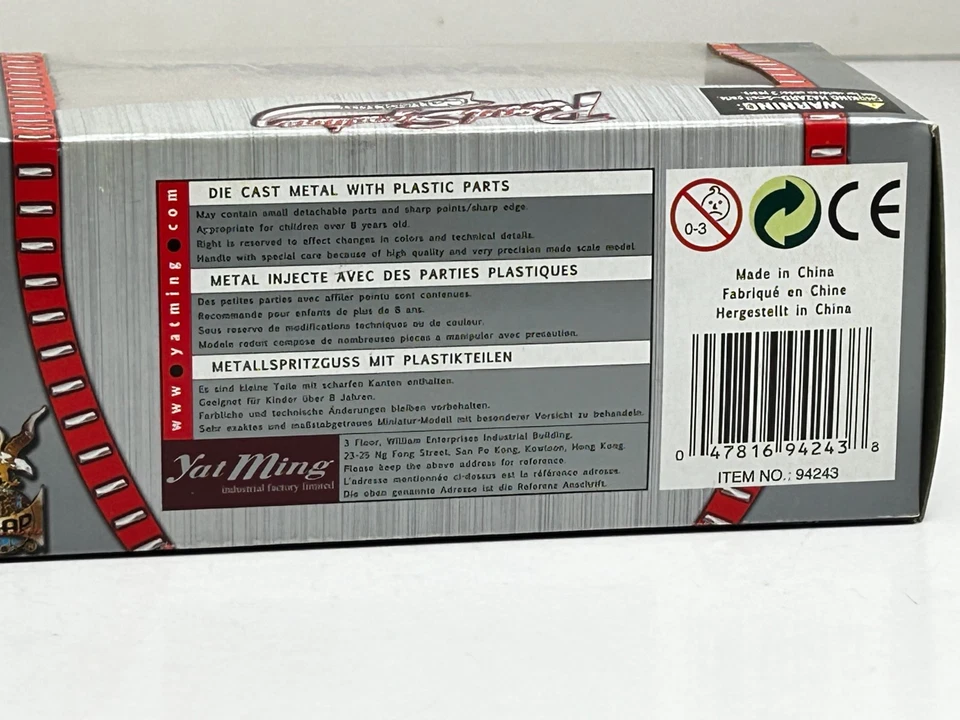 Road Signature
WARNING:
CHOKING HAZARD-Small parts.
DIE CAST METAL WITH PLASTIC PARTS
May contain small detachable parts and sharp points/sharp edge.
Appropriate for children over 8 years old.
Right is reserved to effect changes in colors and technical details.
Handle with special care because of high quality and very precision made scale model
METAL INJECTE AVEC DES PARTIES PLASTIQUES
Des petites parties avec affiler pointu sont contenues.
Recommande pour enfants de plus de 8 ans.
Sous reserve de modifications techniques ou de couleur.
Modele reduit compose de nombreuses pieces a manipuler avec precaution.
METALLSPRITZGUSS MIT PLASTIKTEILEN
Es sind kleine Teile mit scharfen Kanten enthalten.
Geeignet für Kinder über 8 Jahren.
Farbliche und technische Änderungen bleiben vorbehalten.
Sehr exaktes und maßstabgetreues Miniatur-Modell mit besonderer Vorsicht zu behandeln.
www.yatming.com
Yat Ming
industrial factory limited
3 Floor, William Enterprises Industrial Building.
23-25 Ng Fong Street, San Po Kong, Kowloon, Hong Kong.
Please keep the above address for reference.
L'adresse mentionnée ci-dessus est la référence adresse.
Die oben genannte Adresse ist die Referenz Anschrift.
0-3
CE
Made in China
Fabriqué en Chine
Hergestellt in China
0 47816 94243 8
ITEM NO.: 94243